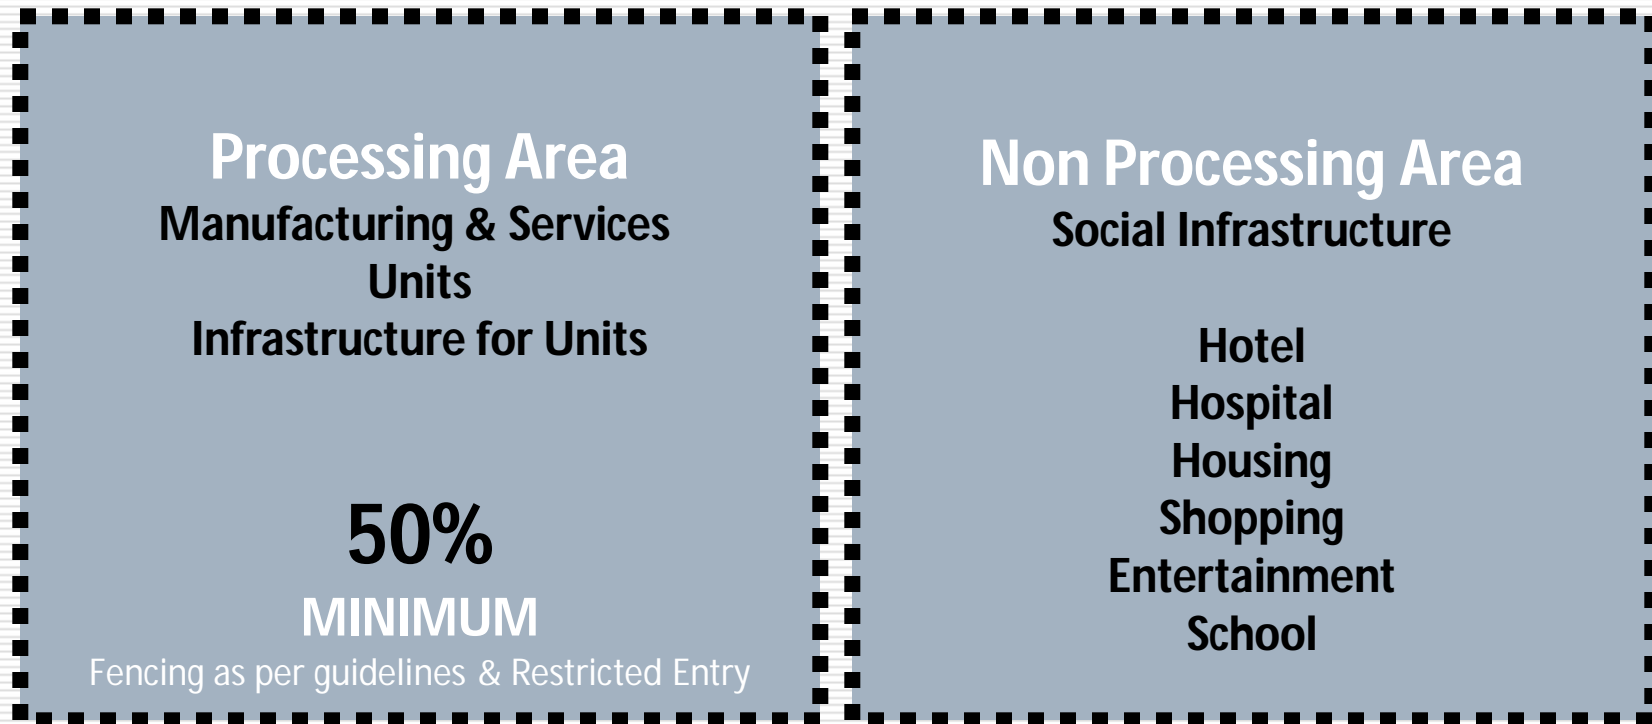 Processing Area
Manufacturing & Services
Units
Infrastructure for Units
50%
MINIMUM
Fencing as per guidelines & Restricted Entry
Non Processing Area
Social Infrastructure
Hotel
Hospital
Housing
Shopping
Entertainment
School